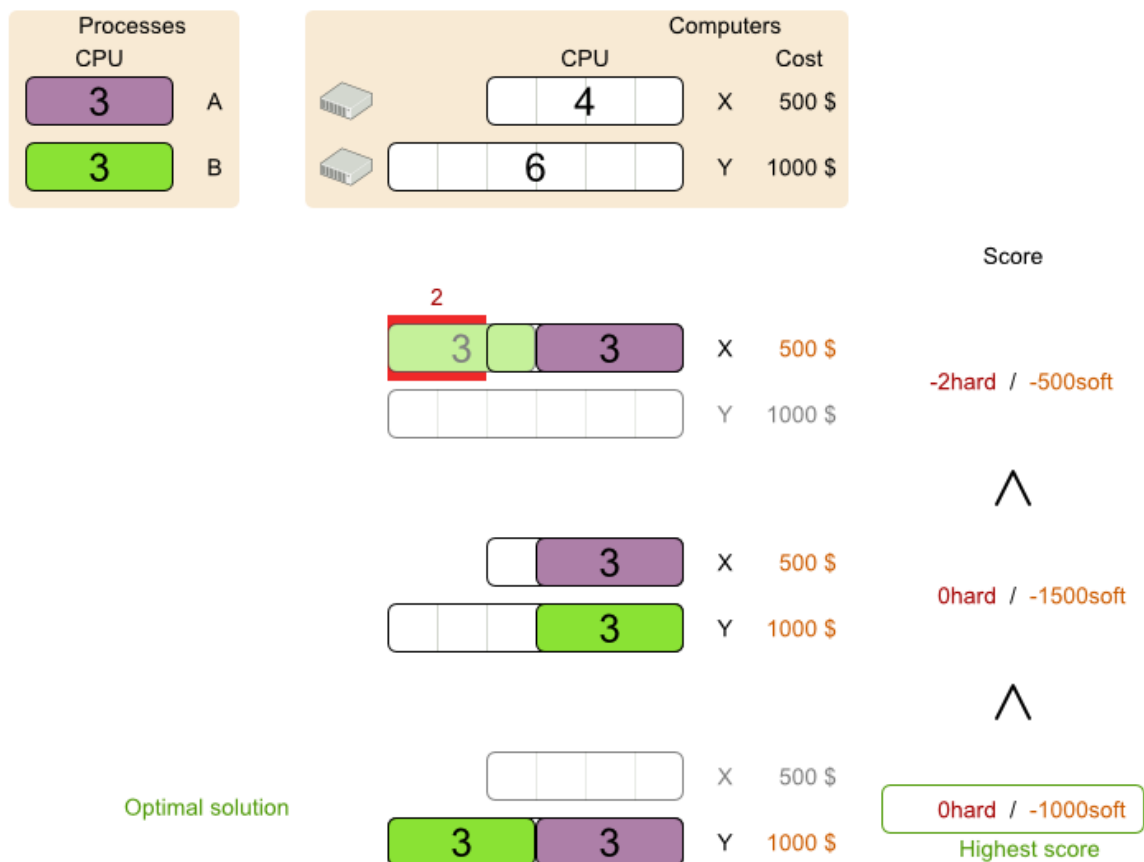 Processes
Computers
CPU
CPU Cost
3 A
4 X 500 $
3 B
6 Y 1000 $
Score
2
3 3 X 500 $
-2hard / -500soft
Y 1000 $
<
3 X 500 $
0hard / -1500soft
3 Y 1000 $
<
X 500 $
Optimal solution
0hard / -1000soft
3 3 Y 1000 $
Highest score